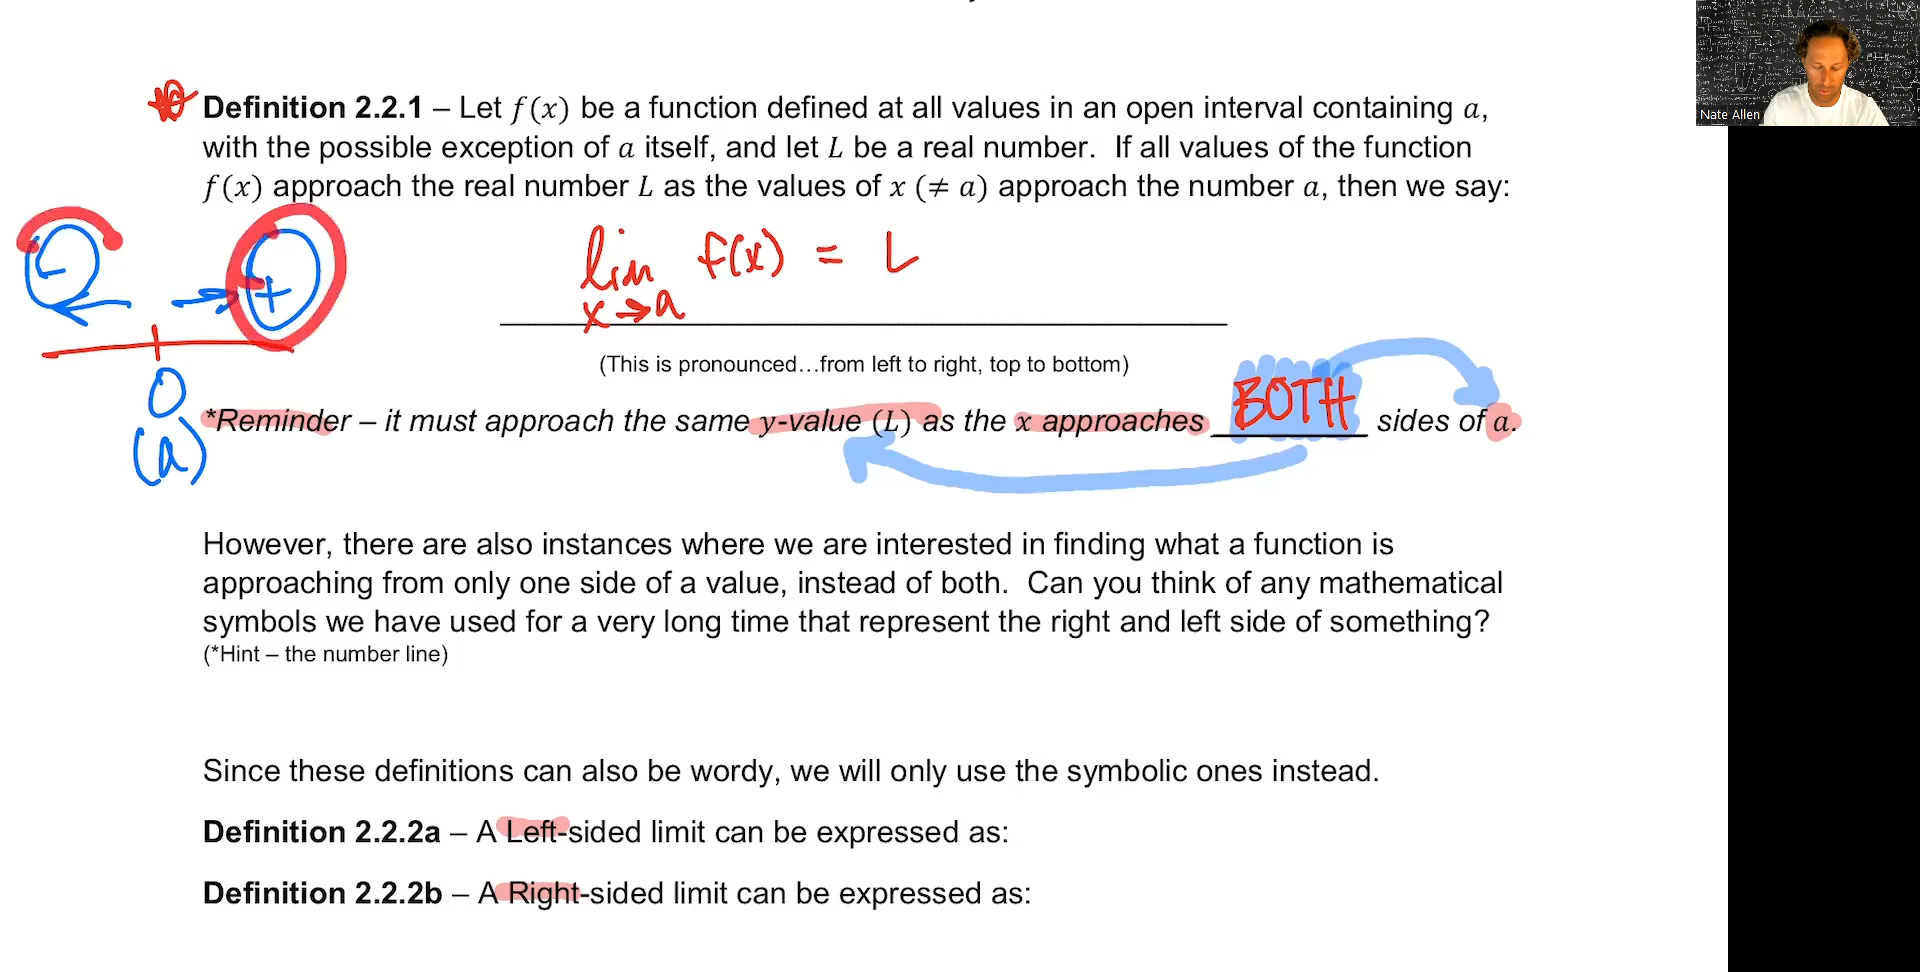 Definition 2.2.1 – Let f(x) be a function defined at all values in an open interval containing a,
with the possible exception of a itself, and let L be a real number. If all values of the function
f(x) approach the real number L as the values of x (≠ a) approach the number a, then we say:
lim f(x) = L
x→a
(This is pronounced…from left to right, top to bottom)
- +
0
(a)
*Reminder – it must approach the same y-value (L) as the x approaches BOTH sides of a.
However, there are also instances where we are interested in finding what a function is
approaching from only one side of a value, instead of both. Can you think of any mathematical
symbols we have used for a very long time that represent the right and left side of something?
(*Hint – the number line)
Since these definitions can also be wordy, we will only use the symbolic ones instead.
Definition 2.2.2a – A Left-sided limit can be expressed as:
Definition 2.2.2b – A Right-sided limit can be expressed as:
Nate Allen